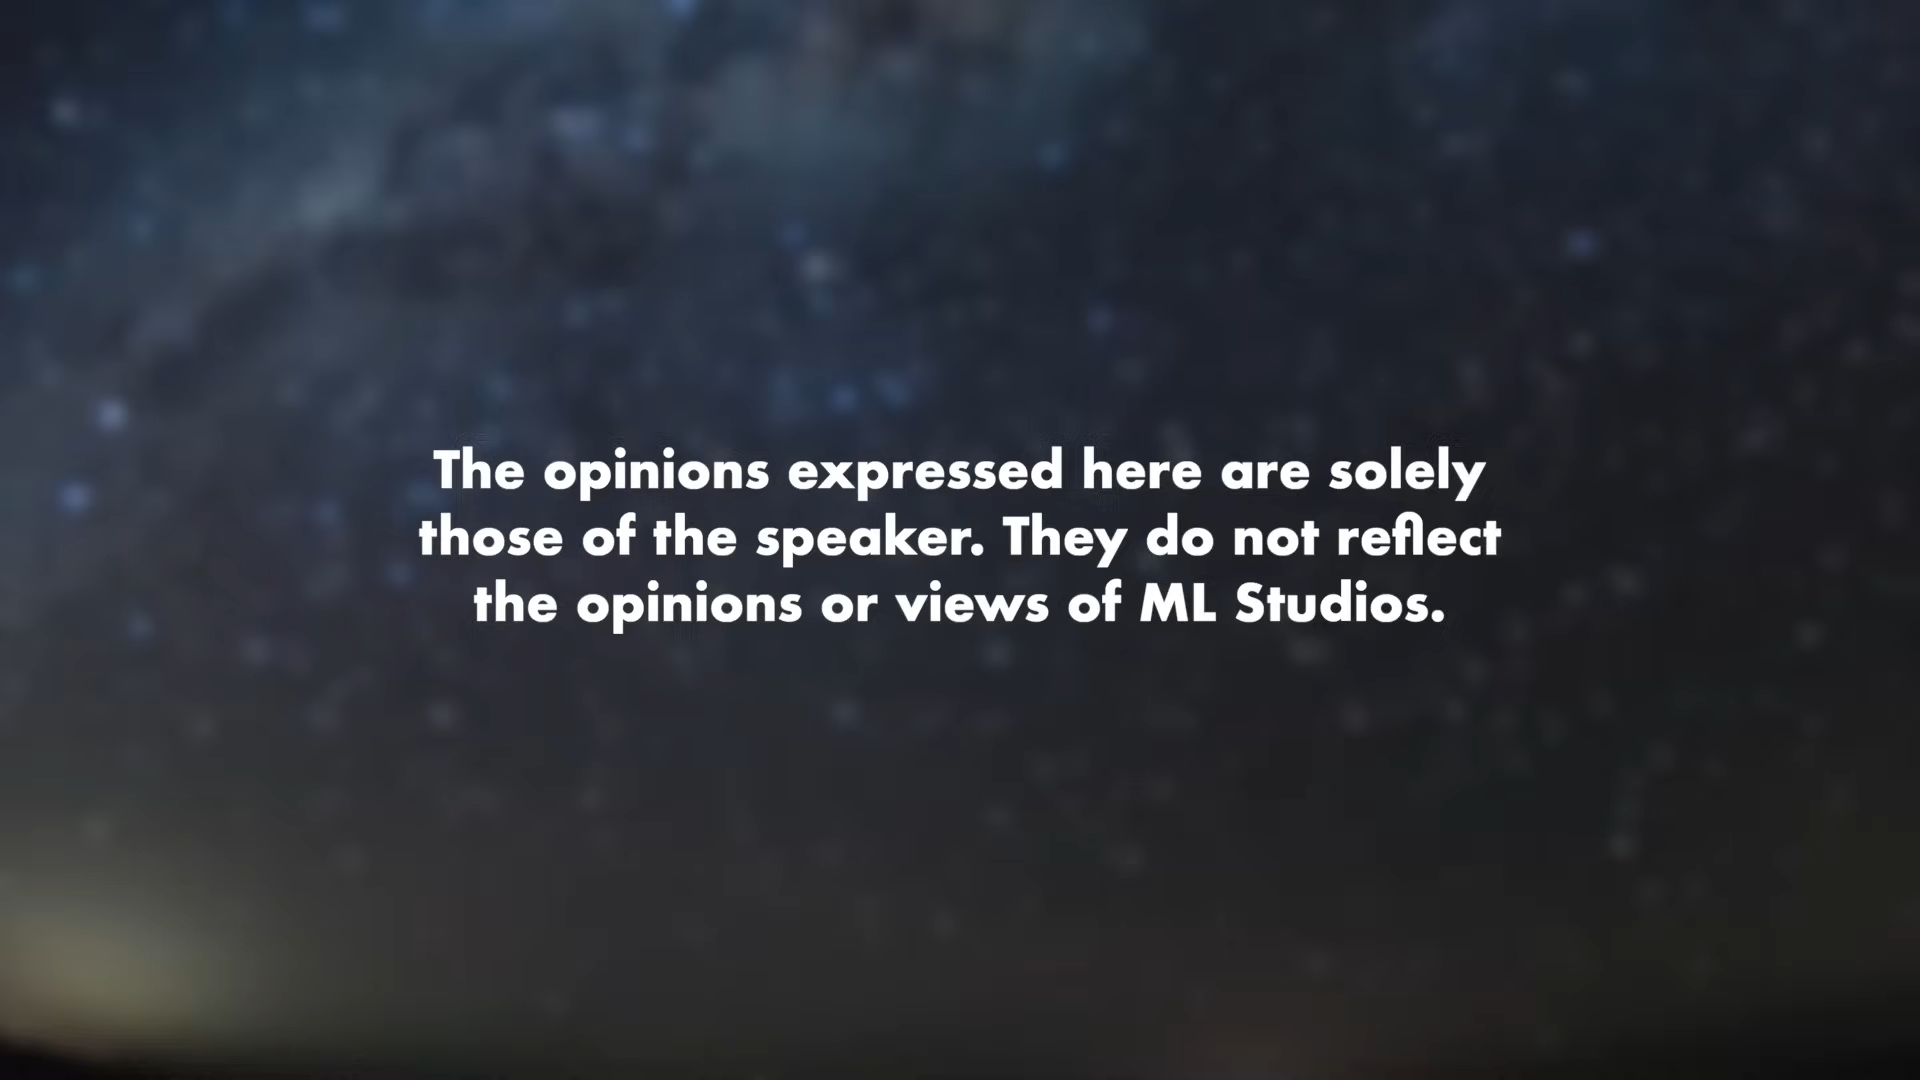 The opinions expressed here are solely
those of the speaker. They do not reflect
the opinions or views of ML Studios.